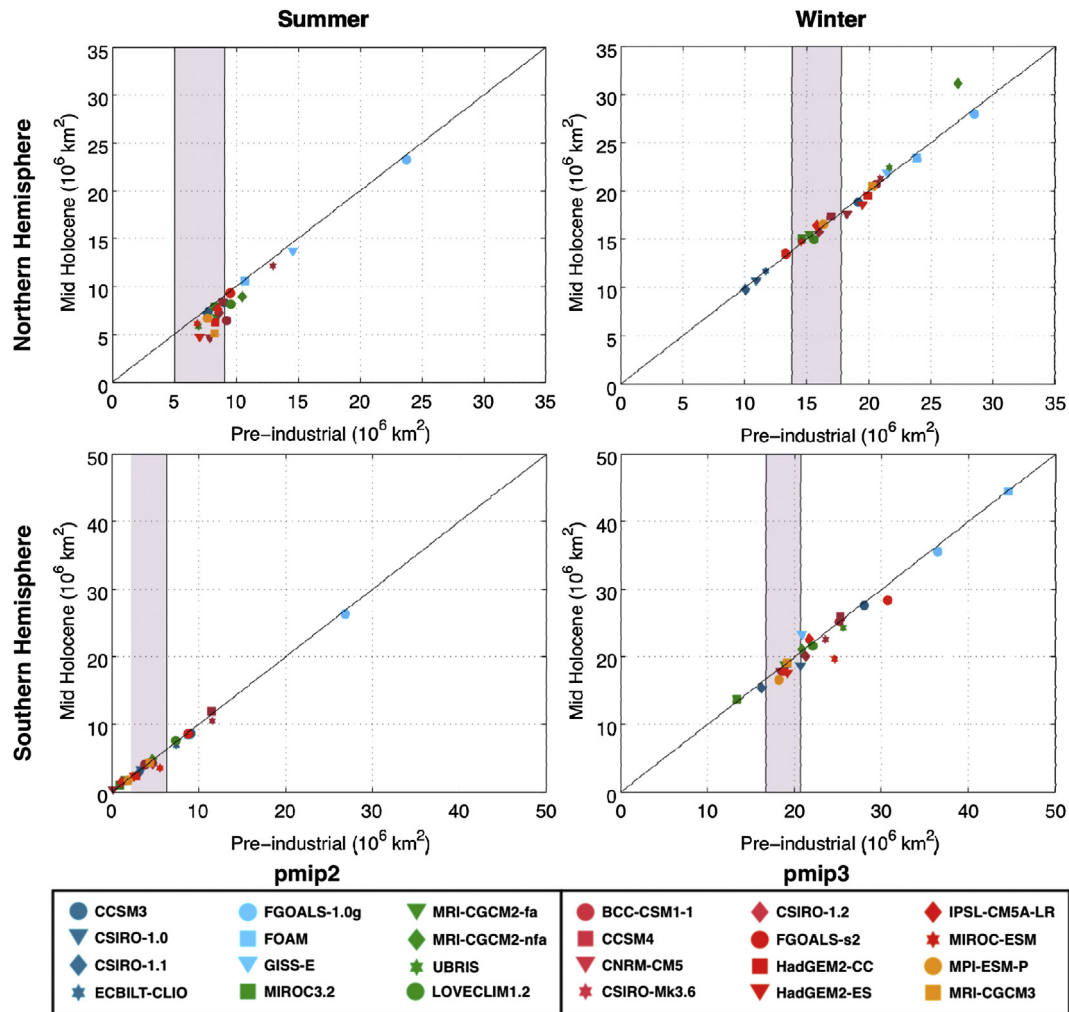 Summer
Winter
Northern Hemisphere
Mid Holocene (10⁶ km²)
35
30
25
20
15
10
5
0
0 5 10 15 20 25 30 35
Pre−industrial (10⁶ km²)
Mid Holocene (10⁶ km²)
35
30
25
20
15
10
5
0
0 5 10 15 20 25 30 35
Pre−industrial (10⁶ km²)
Southern Hemisphere
Mid Holocene (10⁶ km²)
50
40
30
20
10
0
0 10 20 30 40 50
Pre−industrial (10⁶ km²)
Mid Holocene (10⁶ km²)
50
40
30
20
10
0
0 10 20 30 40 50
Pre−industrial (10⁶ km²)
pmip2
CCSM3
CSIRO-1.0
CSIRO-1.1
ECBILT-CLIO
FGOALS-1.0g
FOAM
GISS-E
MIROC3.2
MRI-CGCM2-fa
MRI-CGCM2-nfa
UBRIS
LOVECLIM1.2
pmip3
BCC-CSM1-1
CCSM4
CNRM-CM5
CSIRO-Mk3.6
CSIRO-1.2
FGOALS-s2
HadGEM2-CC
HadGEM2-ES
IPSL-CM5A-LR
MIROC-ESM
MPI-ESM-P
MRI-CGCM3